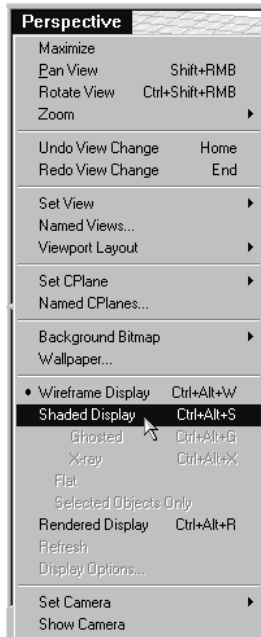 Perspective
Maximize
Pan View Shift+RMB
Rotate View Ctrl+Shift+RMB
Zoom
Undo View Change Home
Redo View Change End
Set View
Named Views...
Viewport Layout
Set CPlane
Named CPlanes...
Background Bitmap
Wallpaper...
Wireframe Display Ctrl+Alt+W
Shaded Display Ctrl+Alt+S
Ghosted Ctrl+Alt+G
X-ray Ctrl+Alt+X
Flat
Selected Objects Only
Rendered Display Ctrl+Alt+R
Refresh
Display Options...
Set Camera
Show Camera